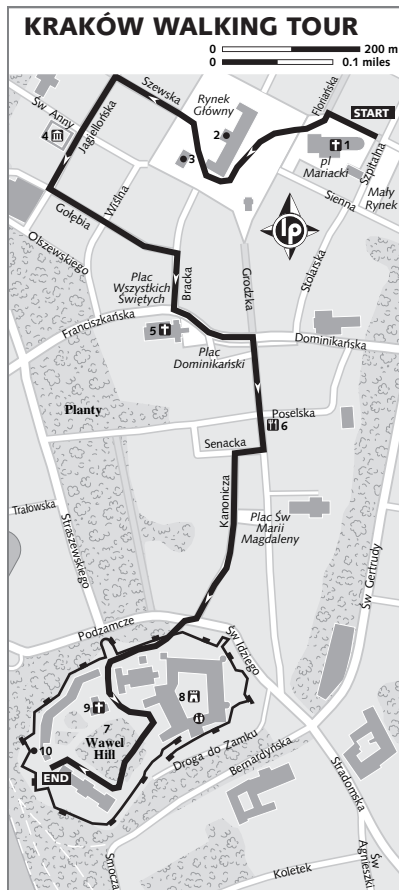 KRAKÓW WALKING TOUR
0 200 m
0 0.1 miles
Szewska
Rynek
Główny
Floriańska
START
Św Anny
4
Jagiellońska
2
3
1
Szpitalna
pl
Mariacki
Mały
Rynek
Sienna
Wiślna
Gołębia
lp
Olszewskiego
Stolarska
Plac
Wszystkich
Świętych
Bracka
Grodzka
Franciszkańska
5
Plac
Dominikański
Dominikańska
Planty
Poselska
6
Senacka
Kanonicza
Plac Św
Marii
Magdaleny
Tralowska
Straszewskiego
Św Gertrudy
Podzamcze
Św Idziego
8
9
7
Wawel
Hill
10
END
Droga do Zamku
Bernardyńska
Stradomska
Św
Agnieszki
Smocza
Koletek